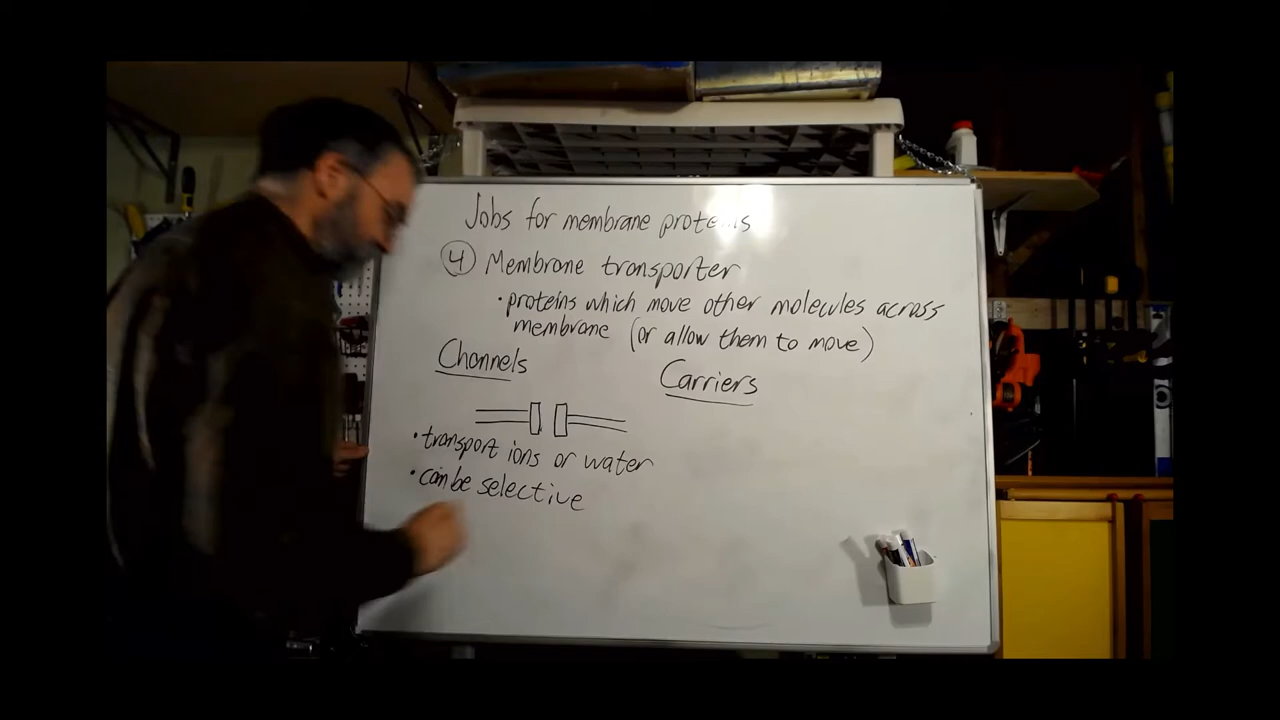 Jobs for membrane proteins
4 Membrane transporter
• proteins which move other molecules across
membrane (or allow them to move)
Channels
Carriers
• transport ions or water
• can be selective